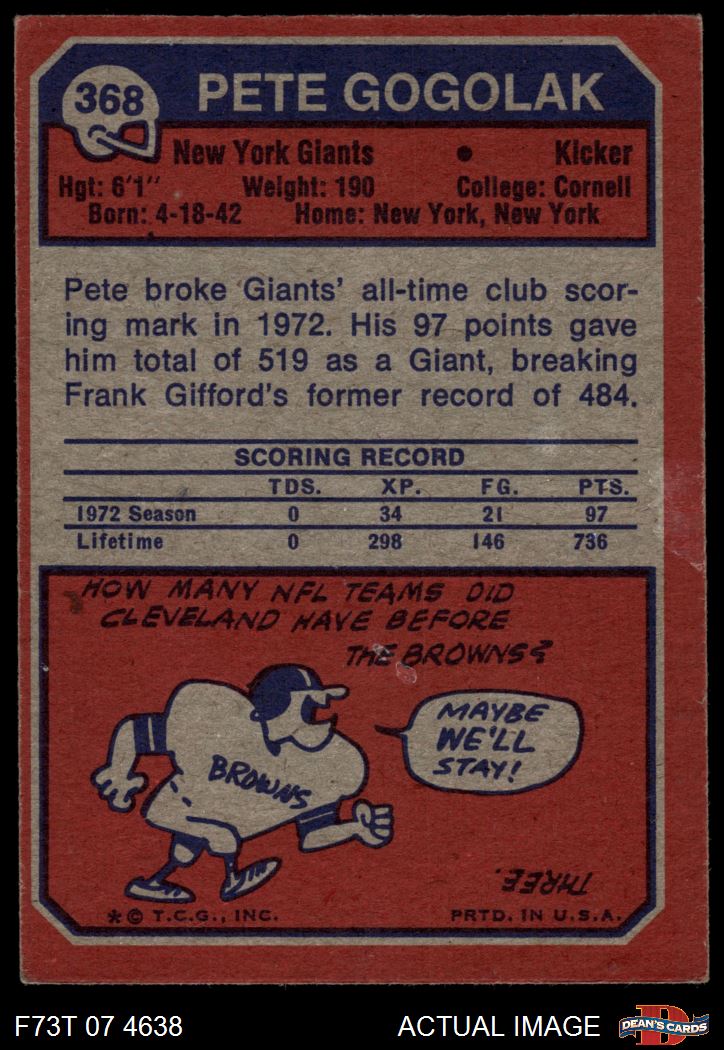 368
PETE GOGOLAK
New York Giants • Kicker
Hgt: 6'1" Weight: 190 College: Cornell
Born: 4-18-42 Home: New York, New York
Pete broke Giants' all-time club scor-
ing mark in 1972. His 97 points gave
him total of 519 as a Giant, breaking
Frank Gifford's former record of 484.
SCORING RECORD
TDS. XP. FG. PTS.
1972 Season 0 34 21 97
Lifetime 0 298 146 736
HOW MANY NFL TEAMS DID
CLEVELAND HAVE BEFORE
THE BROWNS?
MAYBE
WE'LL
STAY!
BROWNS
THREE.
*© T.C.G., INC. PRTD. IN U.S.A.
F73T 07 4638 ACTUAL IMAGE
D
DEAN'S CARDS